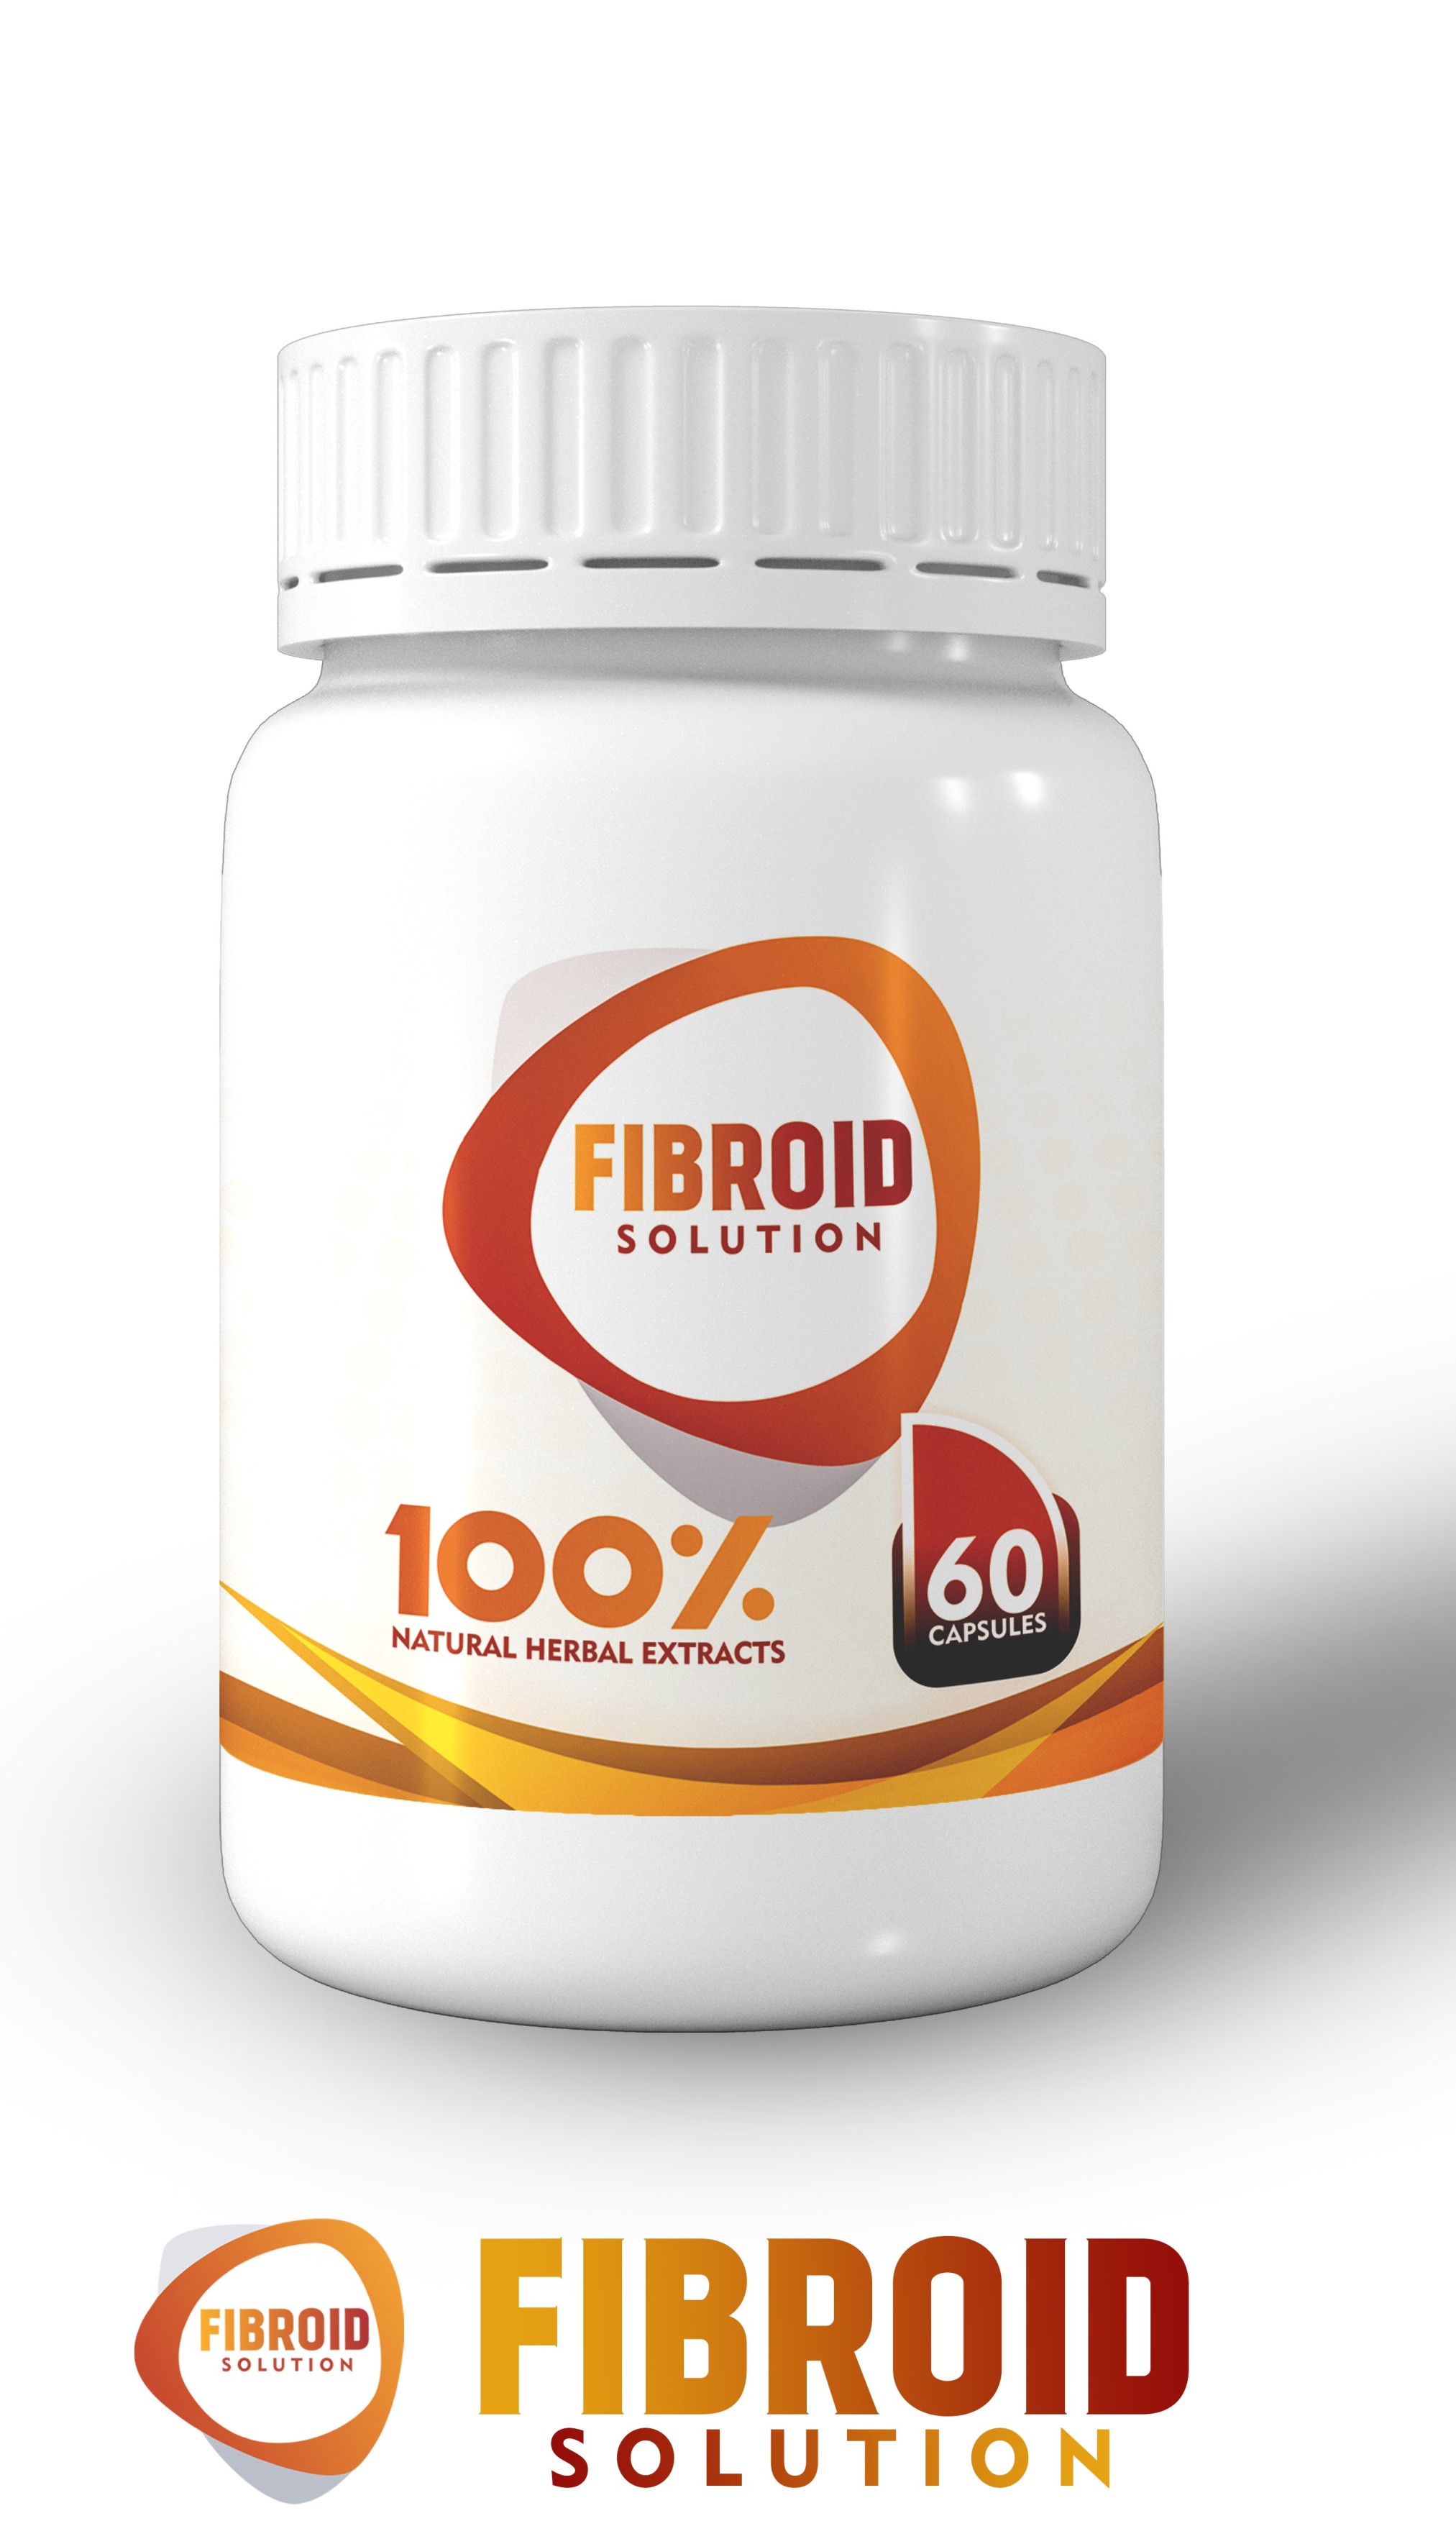 FIBROID
SOLUTION
100%
NATURAL HERBAL EXTRACTS
60
CAPSULES
FIBROID
SOLUTION
FIBROID
SOLUTION